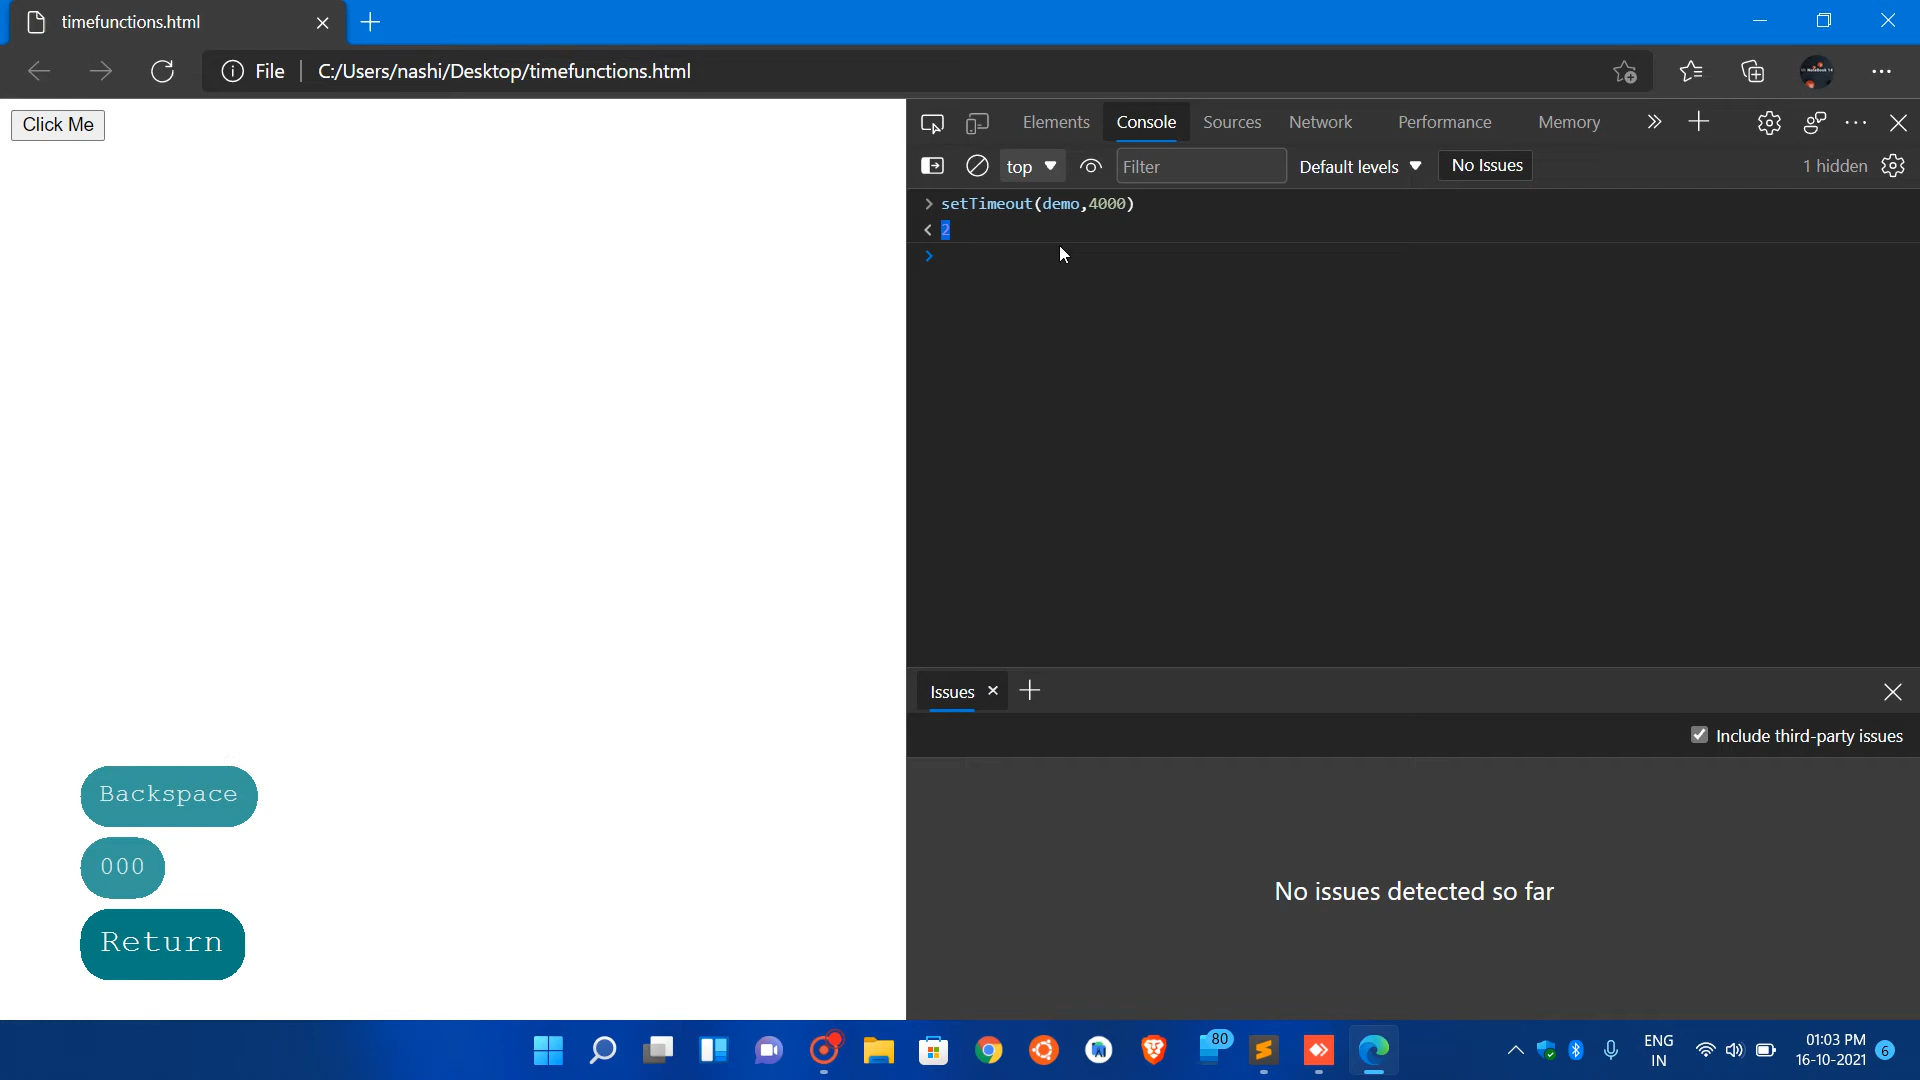 timefunctions.html
File
C:/Users/nashi/Desktop/timefunctions.html
Click Me
Elements Console Sources Network Performance Memory
top Filter Default levels No Issues 1 hidden
setTimeout(demo,4000)
2
Issues
Include third-party issues
No issues detected so far
Backspace
000
Return
80
ENG
IN
01:03 PM
16-10-2021
6